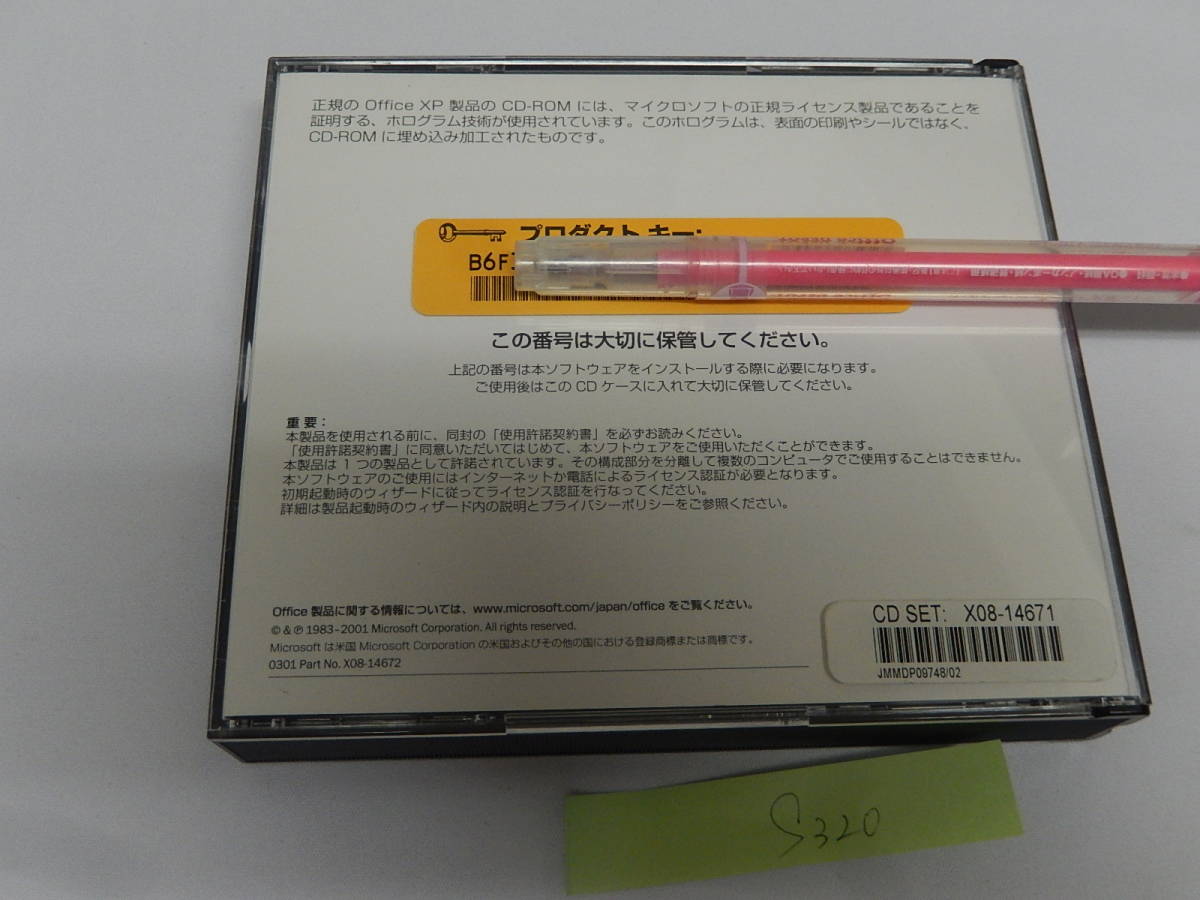 正規の Office XP 製品の CD-ROM には、マイクロソフトの正規ライセンス製品であることを
証明する、ホログラム技術が使用されています。このホログラムは、表面の印刷やシールではなく、
CD-ROM に埋め込み加工されたものです。
プロダクト キー:
B6F
この番号は大切に保管してください。
上記の番号は本ソフトウェアをインストールする際に必要になります。
ご使用後はこの CD ケースに入れて大切に保管してください。
重要：
本製品を使用される前に、同封の「使用許諾契約書」を必ずお読みください。
「使用許諾契約書」に同意いただいてはじめて、本ソフトウェアをご使用いただくことができます。
本製品は 1 つの製品として許諾されています。その構成部分を分離して複数のコンピュータでご使用することはできません。
本ソフトウェアのご使用にはインターネットか電話によるライセンス認証が必要となります。
初期起動時のウィザードに従ってライセンス認証を行なってください。
詳細は製品起動時のウィザード内の説明とプライバシーポリシーをご参照ください。
Office 製品に関する情報については、www.microsoft.com/japan/office をご覧ください。
© & ℗ 1983-2001 Microsoft Corporation. All rights reserved.
Microsoft は米国 Microsoft Corporation の米国およびその他の国における登録商標または商標です。
0301 Part No. X08-14672
CD SET: X08-14671
JMMDP09748/02
S320